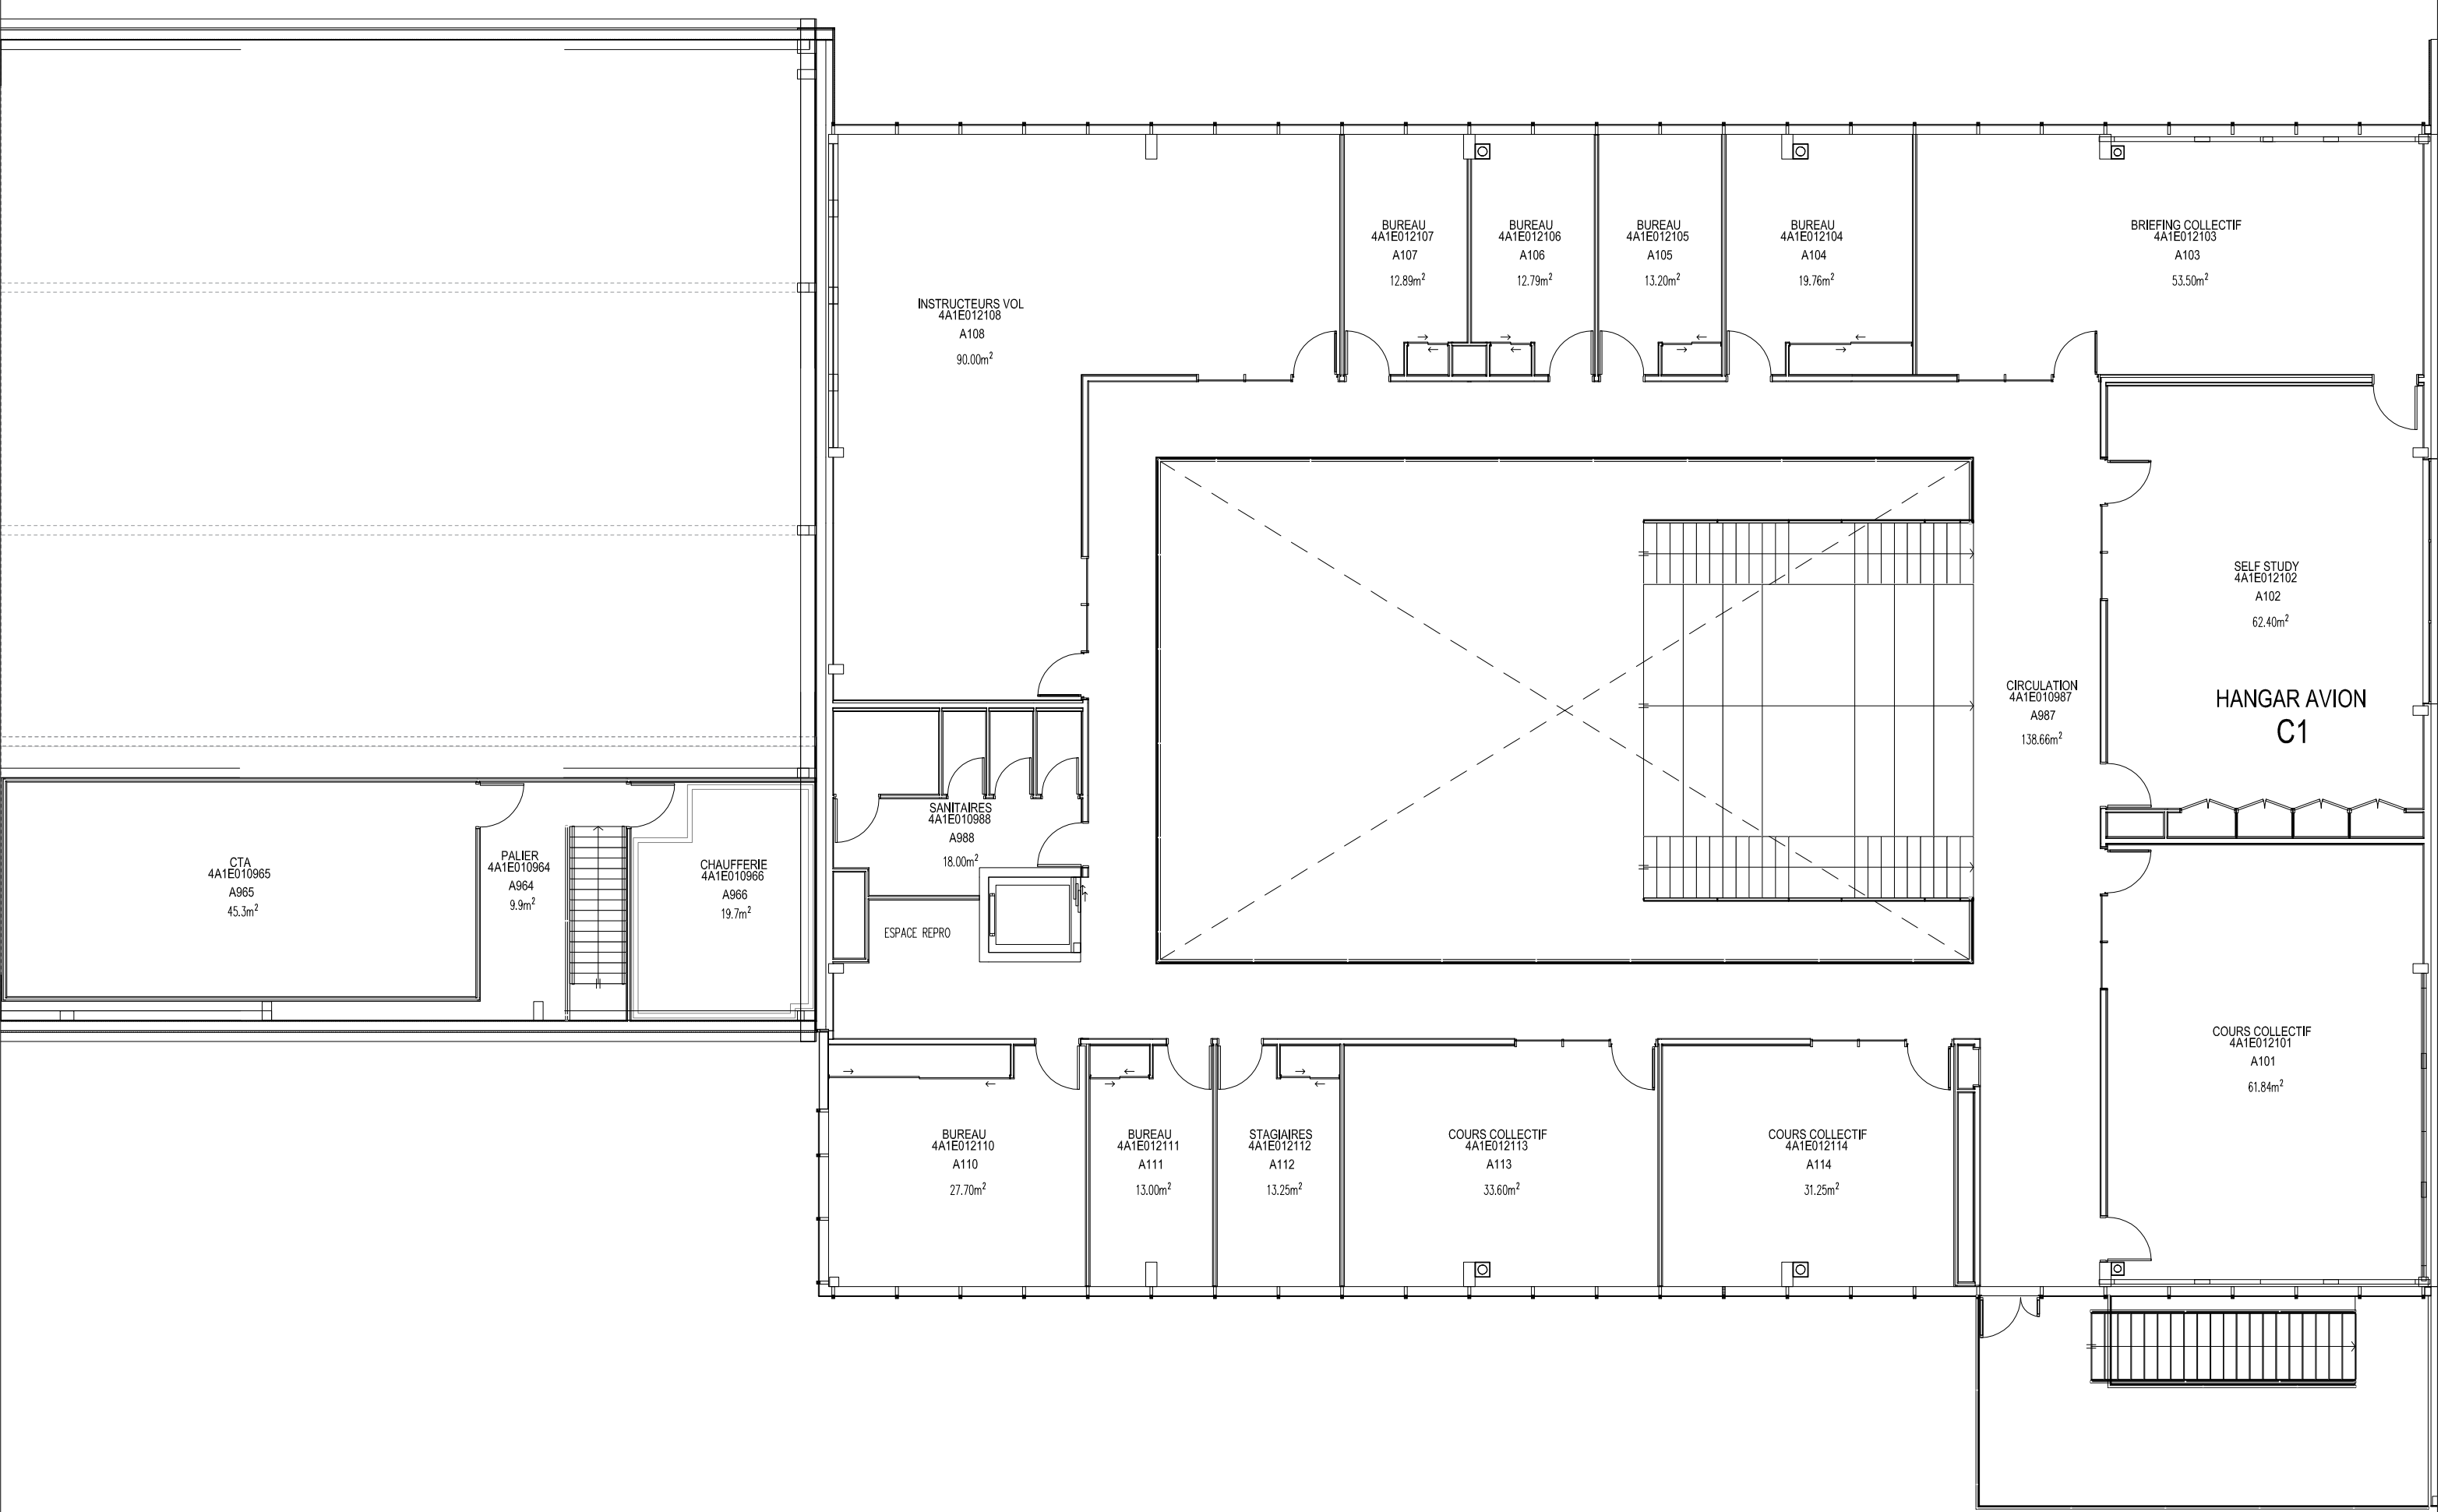 BUREAU
4A1E012107
A107
12.89m²
BUREAU
4A1E012106
A106
12.79m²
BUREAU
4A1E012105
A105
13.20m²
BUREAU
4A1E012104
A104
19.76m²
BRIEFING COLLECTIF
4A1E012103
A103
53.50m²
INSTRUCTEURS VOL
4A1E012108
A108
90.00m²
SELF STUDY
4A1E012102
A102
62.40m²
HANGAR AVION
C1
CIRCULATION
4A1E010987
A987
138.66m²
SANITAIRES
4A1E010988
A988
18.00m²
CTA
4A1E010965
A965
45.3m²
PALIER
4A1E010964
A964
9.9m²
CHAUFFERIE
4A1E010966
A966
19.7m²
ESPACE REPRO
COURS COLLECTIF
4A1E012101
A101
61.84m²
BUREAU
4A1E012110
A110
27.70m²
BUREAU
4A1E012111
A111
13.00m²
STAGIAIRES
4A1E012112
A112
13.25m²
COURS COLLECTIF
4A1E012113
A113
33.60m²
COURS COLLECTIF
4A1E012114
A114
31.25m²